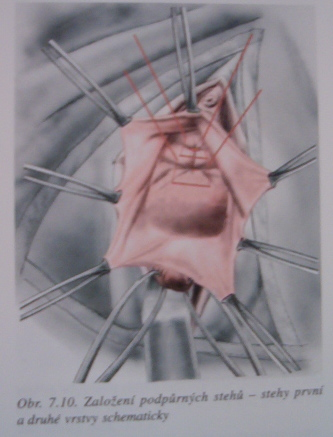 Obr. 7.10. Založení podpůrných stehů – stehy první
a druhé vrstvy schematicky